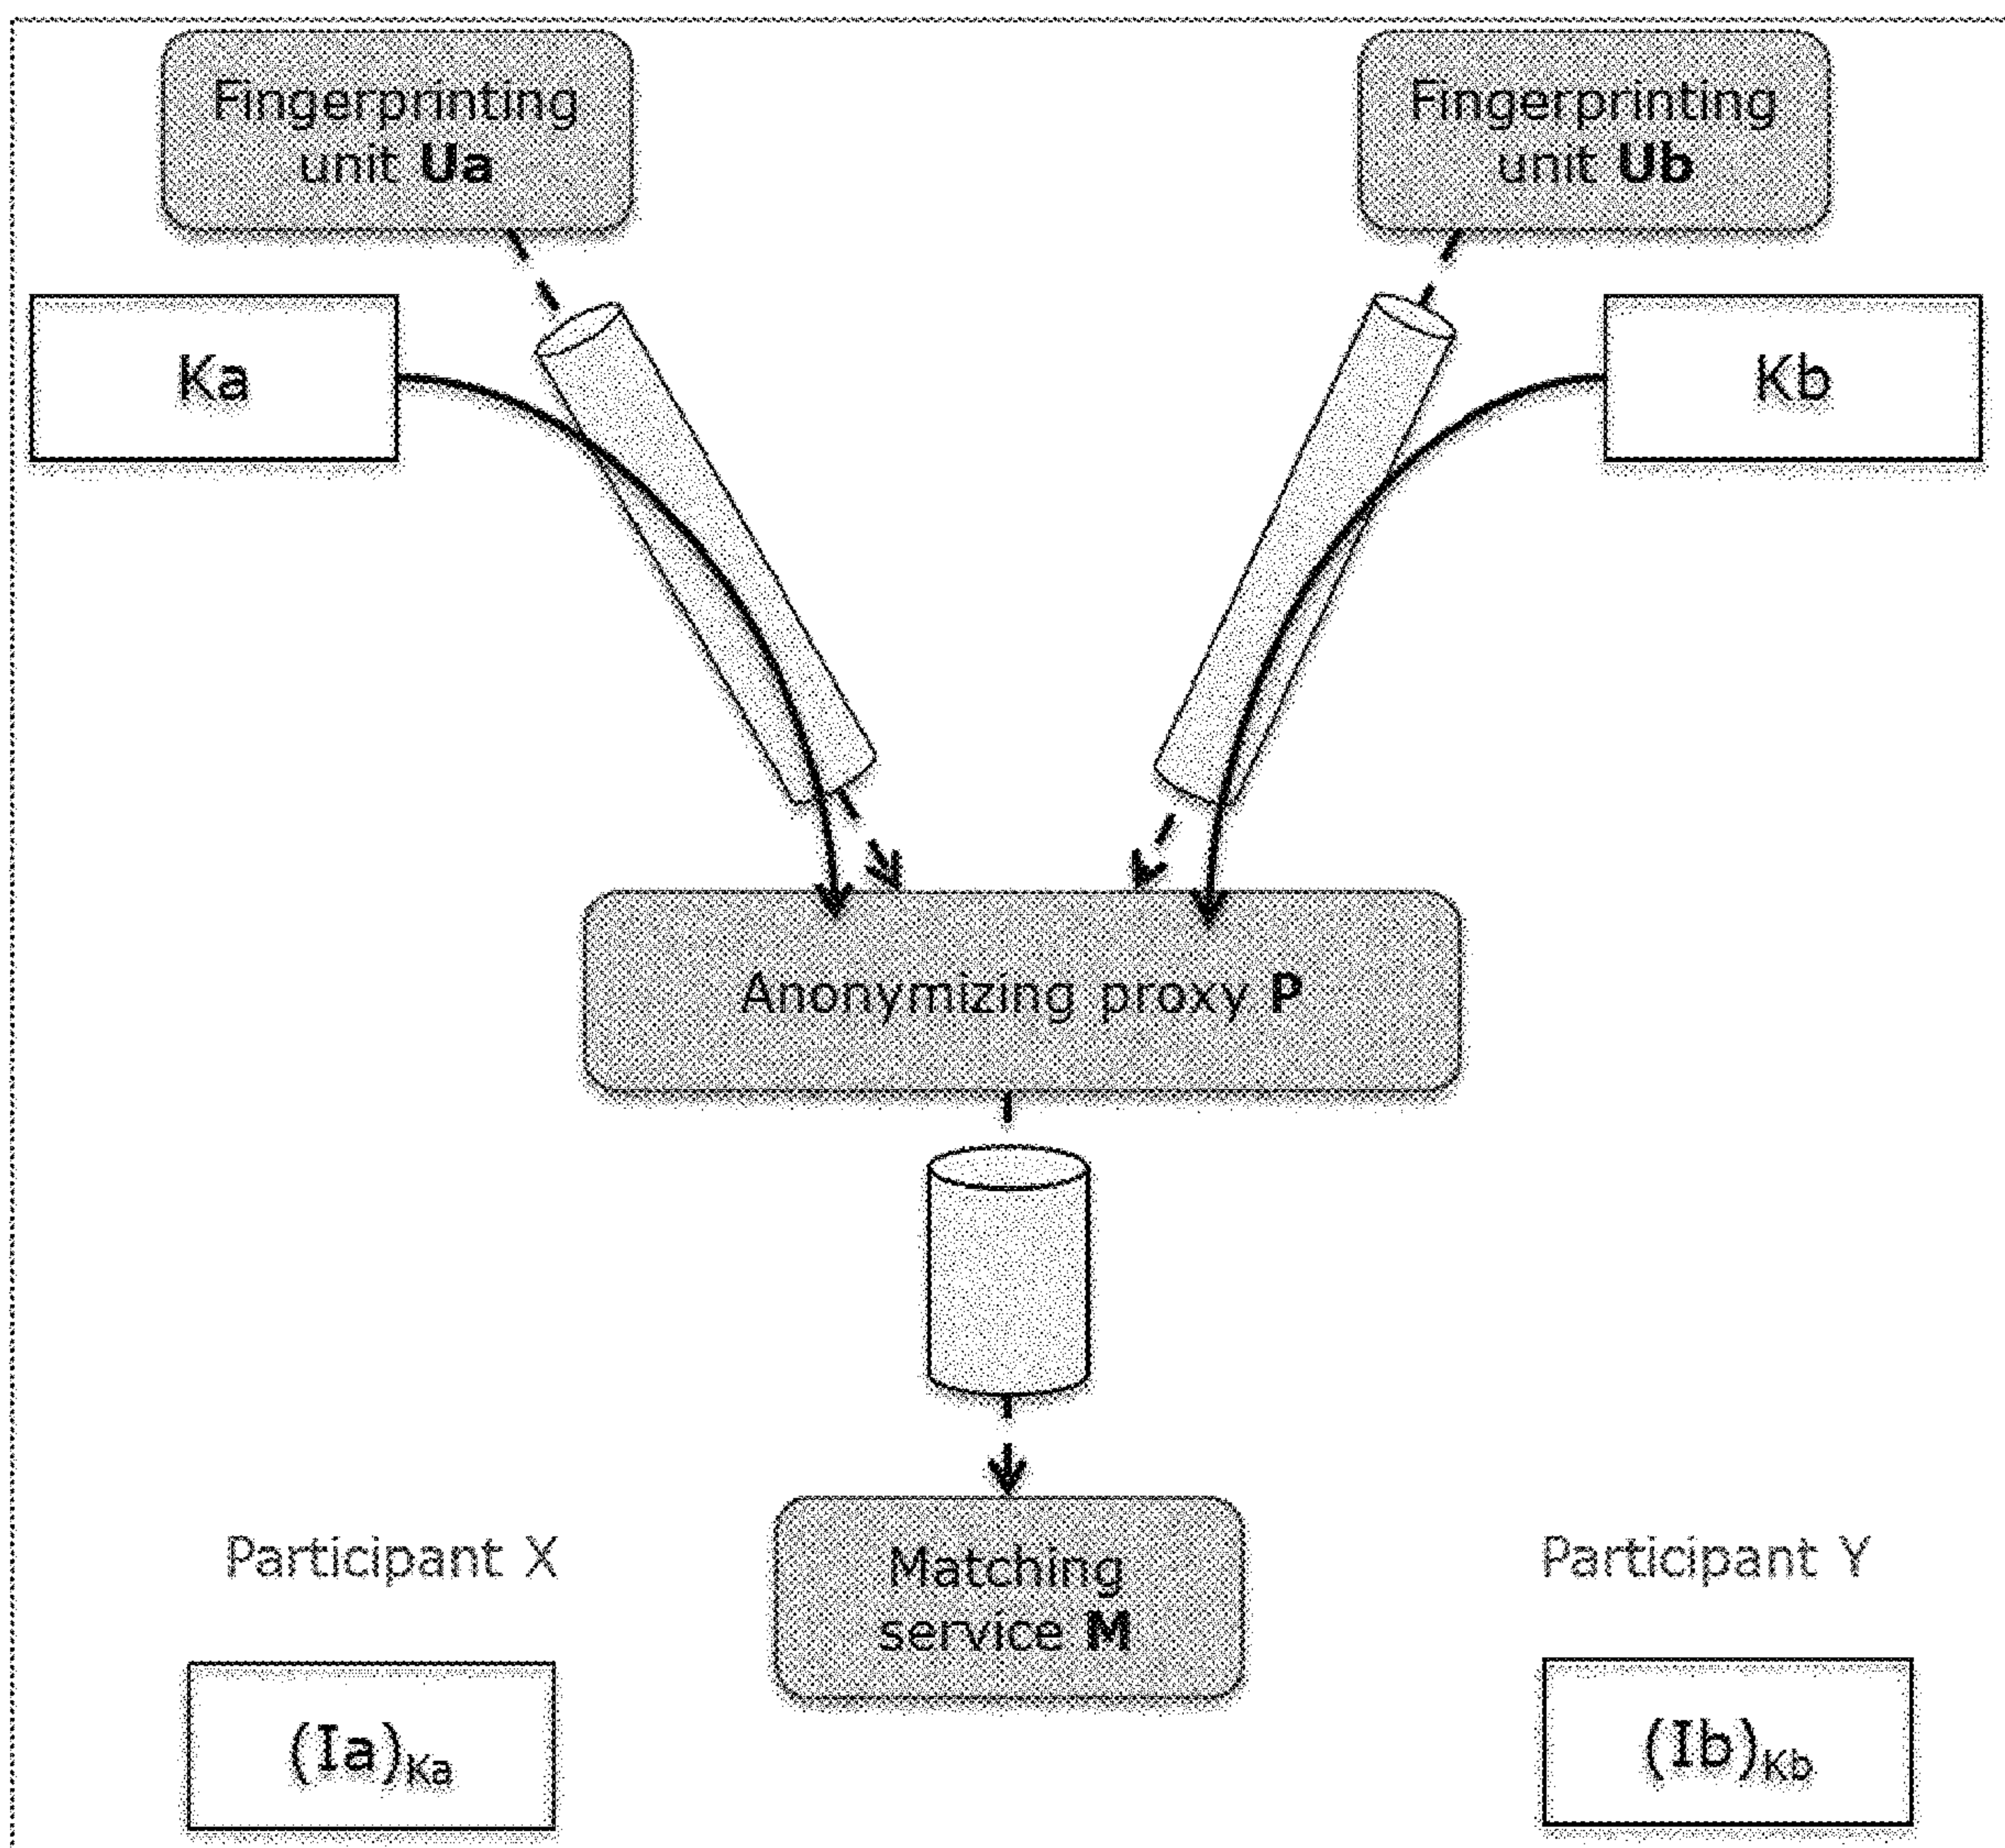 Fingerprinting
unit Ua
Fingerprinting
unit Ub
Ka
Kb
Anonymizing proxy P
Participant X
Matching
service M
Participant Y
(Ia)Ka
(Ib)Kb